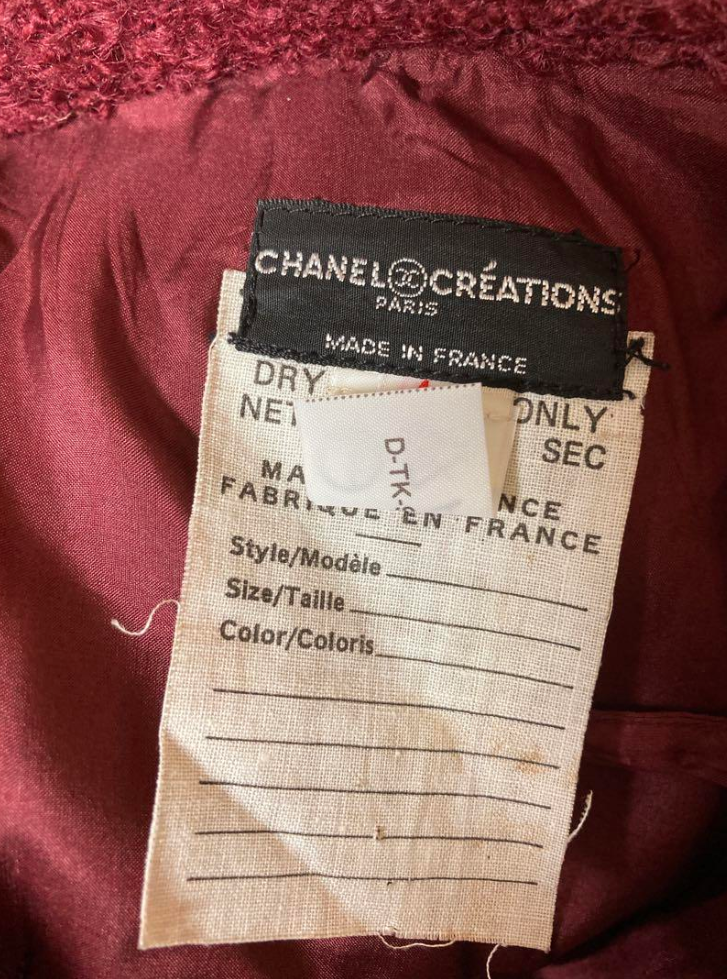 CHANEL CRÉATIONS
PARIS
MADE IN FRANCE
DRY ONLY
NET SEC
D-TK-
FABRIQUE EN FRANCE
Style/Modèle
Size/Taille
Color/Coloris